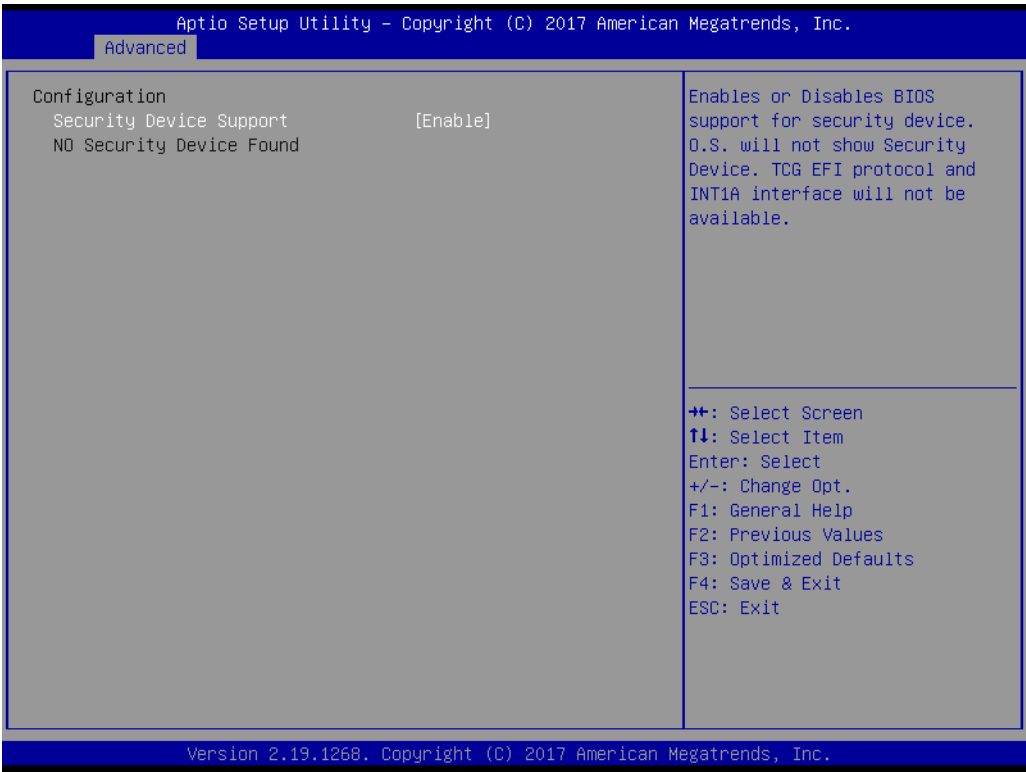 Aptio Setup Utility – Copyright (C) 2017 American Megatrends, Inc.
Advanced
Configuration
Security Device Support [Enable]
NO Security Device Found
Enables or Disables BIOS
support for security device.
O.S. will not show Security
Device. TCG EFI protocol and
INT1A interface will not be
available.
→←: Select Screen
↑↓: Select Item
Enter: Select
+/-: Change Opt.
F1: General Help
F2: Previous Values
F3: Optimized Defaults
F4: Save & Exit
ESC: Exit
Version 2.19.1268. Copyright (C) 2017 American Megatrends, Inc.